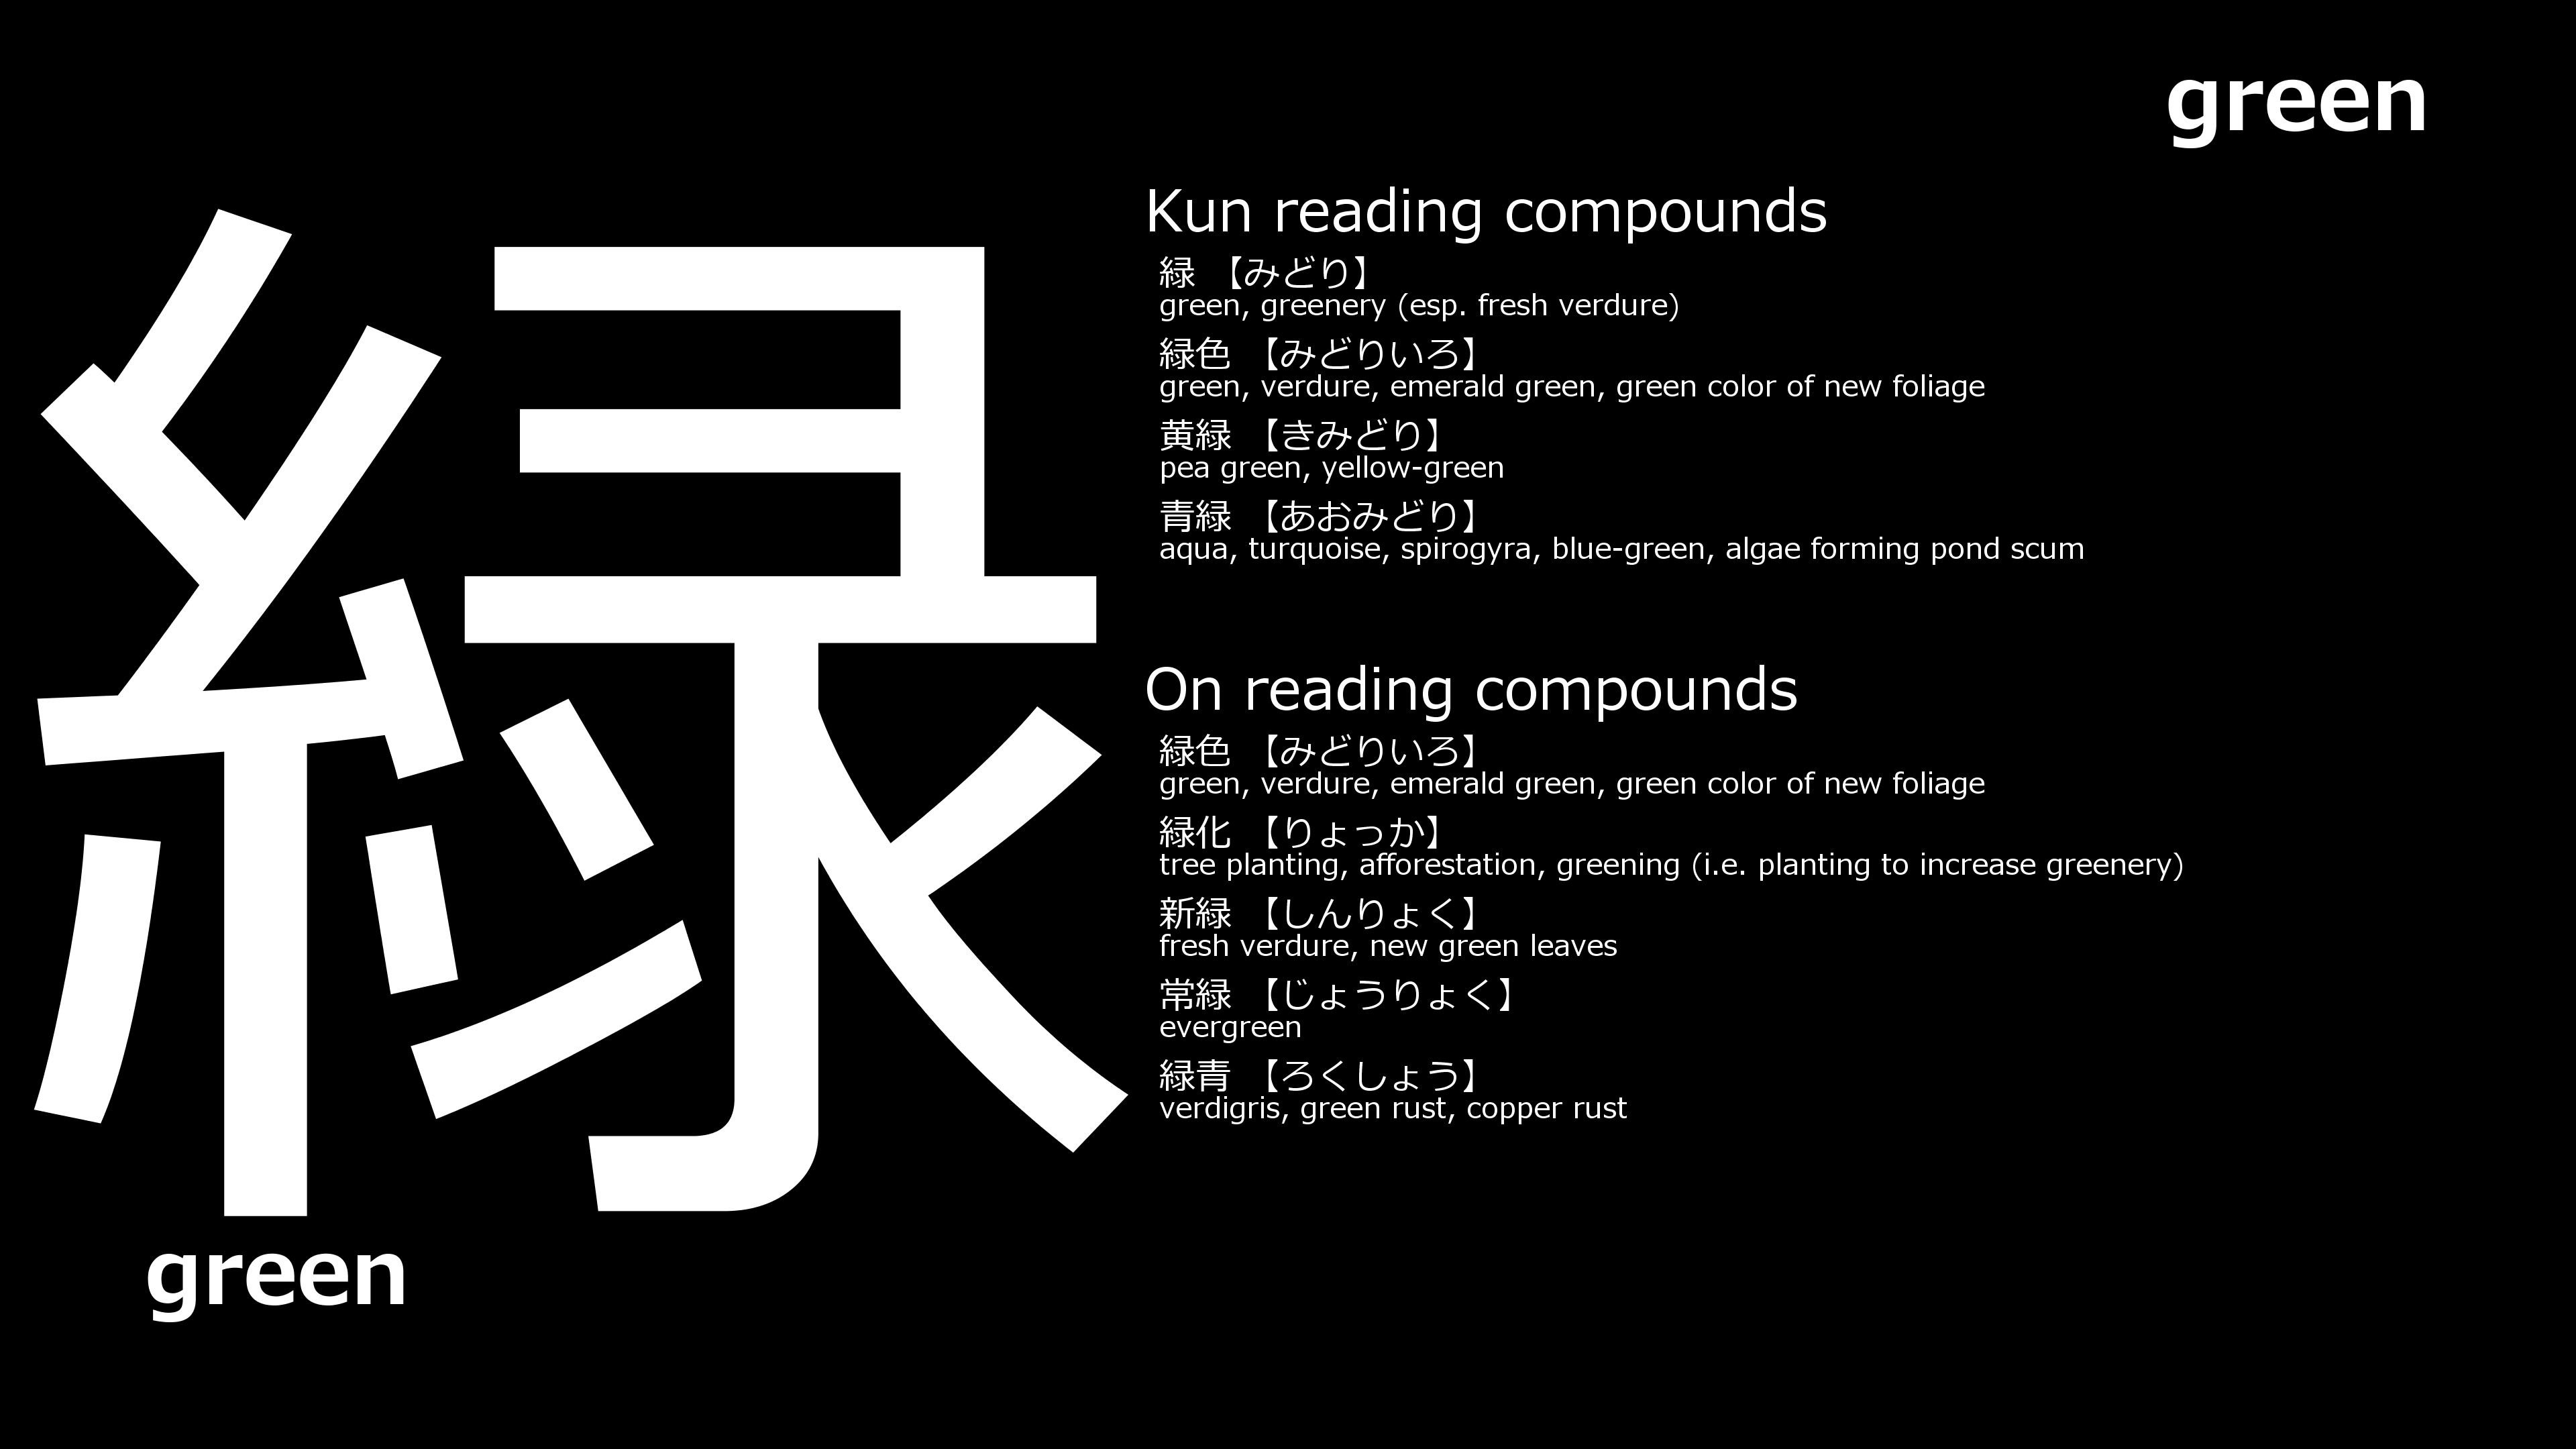 green
緑
green
Kun reading compounds
緑 【みどり】
green, greenery (esp. fresh verdure)
緑色 【みどりいろ】
green, verdure, emerald green, green color of new foliage
黄緑 【きみどり】
pea green, yellow-green
青緑 【あおみどり】
aqua, turquoise, spirogyra, blue-green, algae forming pond scum
On reading compounds
緑色 【みどりいろ】
green, verdure, emerald green, green color of new foliage
緑化 【りょっか】
tree planting, afforestation, greening (i.e. planting to increase greenery)
新緑 【しんりょく】
fresh verdure, new green leaves
常緑 【じょうりょく】
evergreen
緑青 【ろくしょう】
verdigris, green rust, copper rust